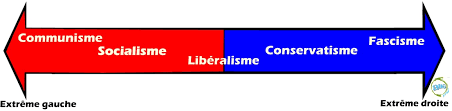 Communisme
Socialisme
Libéralisme
Conservatisme
Fascisme
Extrême gauche
Extrême droite